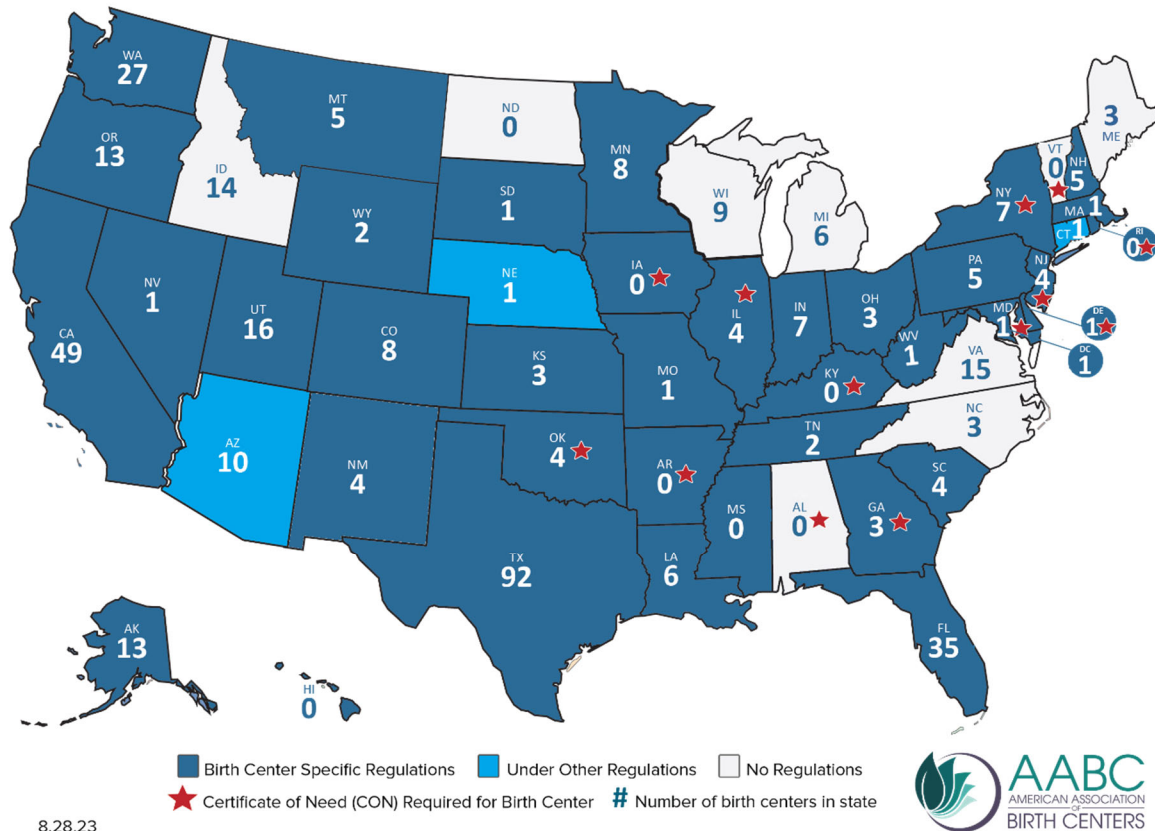 WA
27
OR
13
CA
49
NV
1
ID
14
MT
5
WY
2
UT
16
AZ
10
CO
8
NM
4
ND
0
SD
1
NE
1
KS
3
OK
4
TX
92
MN
8
IA
0
MO
1
AR
0
LA
6
WI
9
IL
4
MI
6
IN
7
OH
3
KY
0
TN
2
MS
0
AL
0
GA
3
FL
35
SC
4
NC
3
VA
15
WV
1
MD
1
DE
1
DC
1
PA
5
NJ
4
NY
7
CT
1
RI
0
MA
1
VT
0
NH
5
3
ME
AK
13
HI
0
Birth Center Specific Regulations
Under Other Regulations
No Regulations
Certificate of Need (CON) Required for Birth Center
# Number of birth centers in state
8.28.23
AABC
AMERICAN ASSOCIATION
OF
BIRTH CENTERS